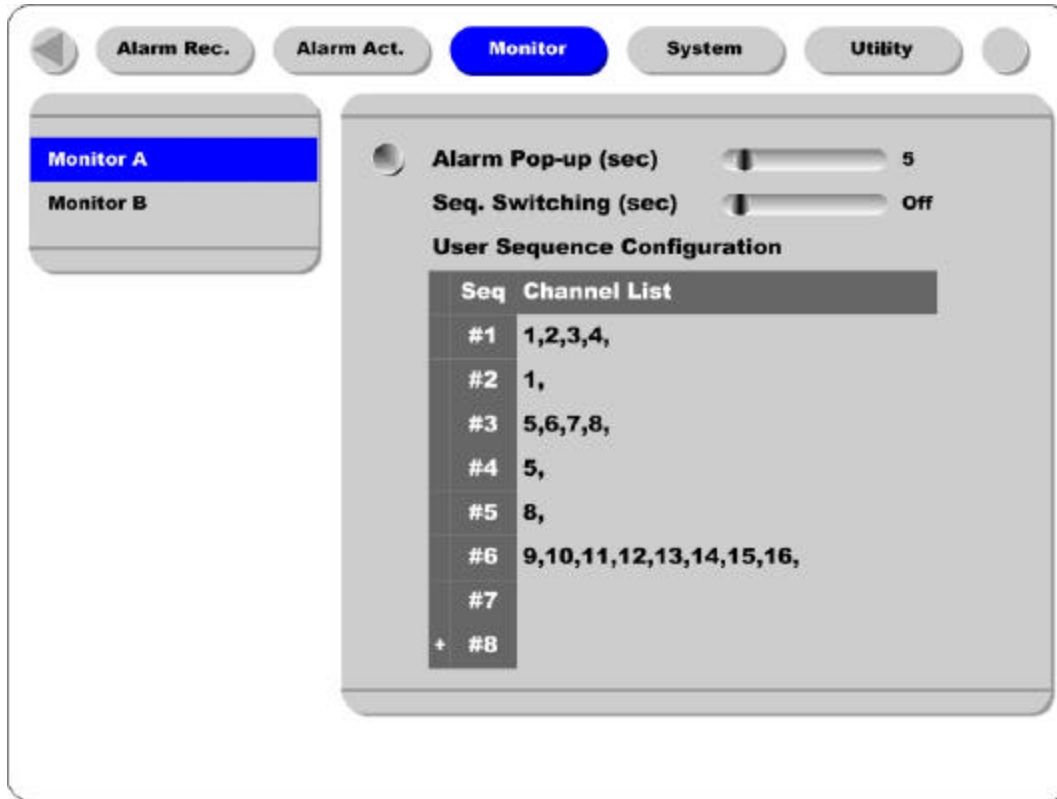 Alarm Rec. Alarm Act. Monitor System Utility
Monitor A
Monitor B
Alarm Pop-up (sec) 5
Seq. Switching (sec) Off
User Sequence Configuration
Seq Channel List
#1 1,2,3,4,
#2 1,
#3 5,6,7,8,
#4 5,
#5 8,
#6 9,10,11,12,13,14,15,16,
#7
+ #8